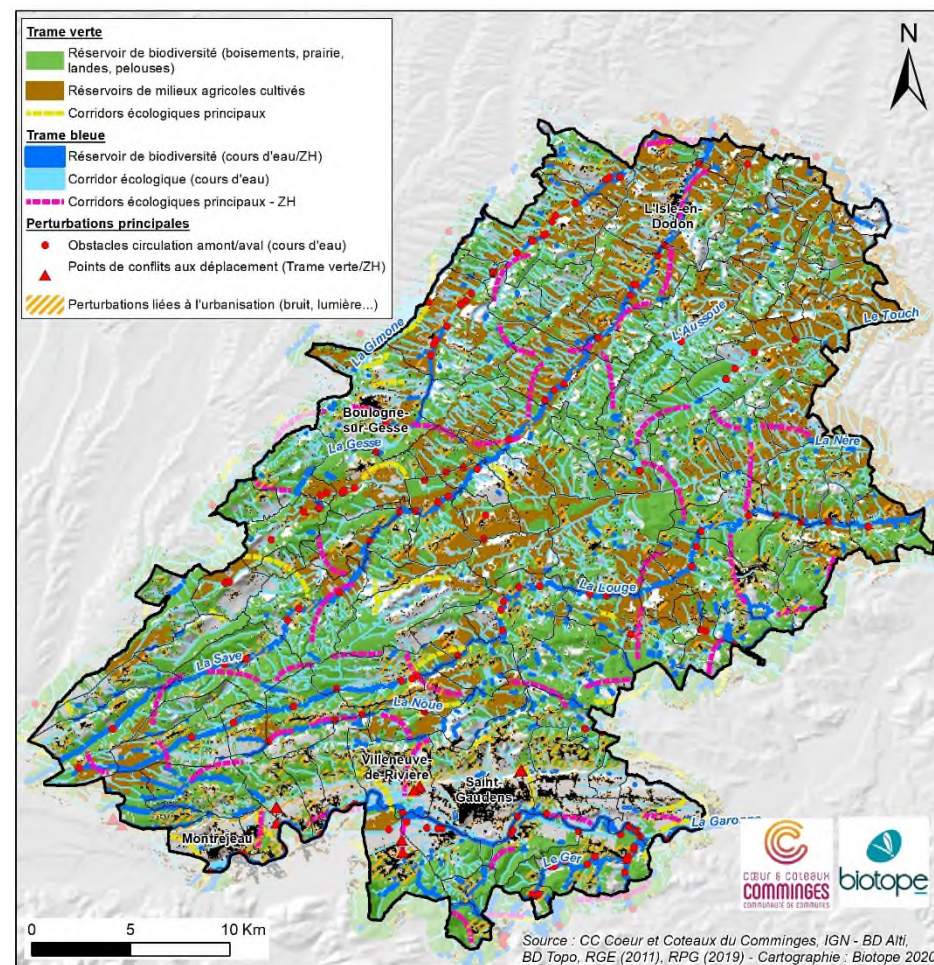 Trame verte
Réservoir de biodiversité (boisements, prairie,
landes, pelouses)
Réservoirs de milieux agricoles cultivés
Corridors écologiques principaux
Trame bleue
Réservoir de biodiversité (cours d'eau/ZH)
Corridor écologique (cours d'eau)
Corridors écologiques principaux - ZH
Perturbations principales
Obstacles circulation amont/aval (cours d'eau)
Points de conflits aux déplacement (Trame verte/ZH)
Perturbations liées à l'urbanisation (bruit, lumière...)
N
L'Isle-en-
Dodon
L'Aussoue
Le Touch
La Gimone
Boulogne-
sur-Gesse
La Gesse
La Nère
La Louge
La Save
La Noue
Villeneuve-
de-Rivière
Saint-
Gaudens
La Garonne
Montréjeau
Le Ger
CŒUR & COTEAUX
COMMINGES
COMMUNAUTÉ DE COMMUNES
biotope
0 5 10 Km
Source : CC Coeur et Coteaux du Comminges, IGN - BD Alti,
BD Topo, RGE (2011), RPG (2019) - Cartographie : Biotope 2020